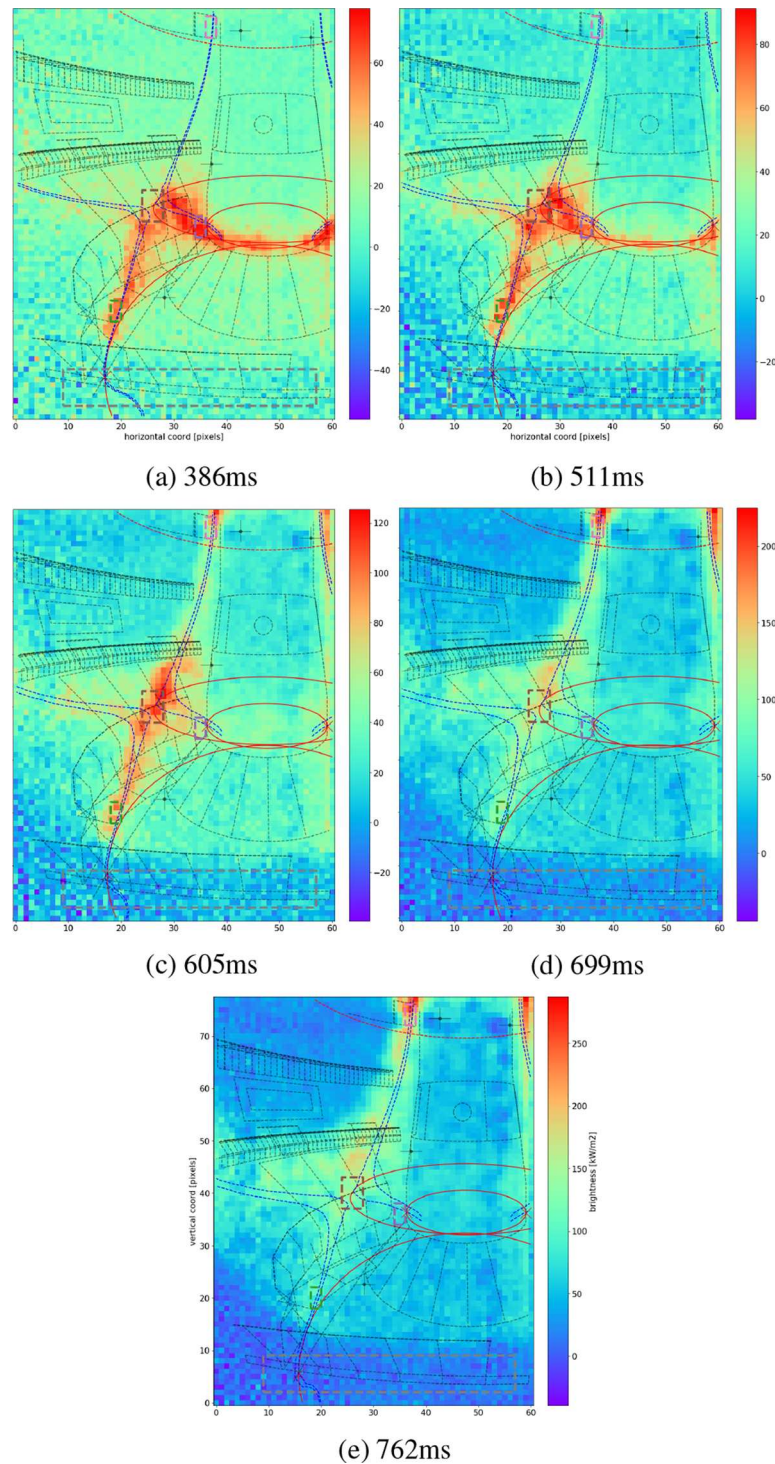 60
40
20
0
−20
−40
0 10 20 30 40 50 60
horizontal coord [pixels]
(a) 386ms
80
60
40
20
0
−20
0 10 20 30 40 50 60
horizontal coord [pixels]
(b) 511ms
120
100
80
60
40
20
0
−20
0 10 20 30 40 50 60
(c) 605ms
200
150
100
50
0
0 10 20 30 40 50 60
(d) 699ms
70
60
50
40
30
20
10
0
vertical coord [pixels]
0 10 20 30 40 50 60
horizontal coord [pixels]
250
200
150
100
50
0
brightness [kW/m2]
(e) 762ms